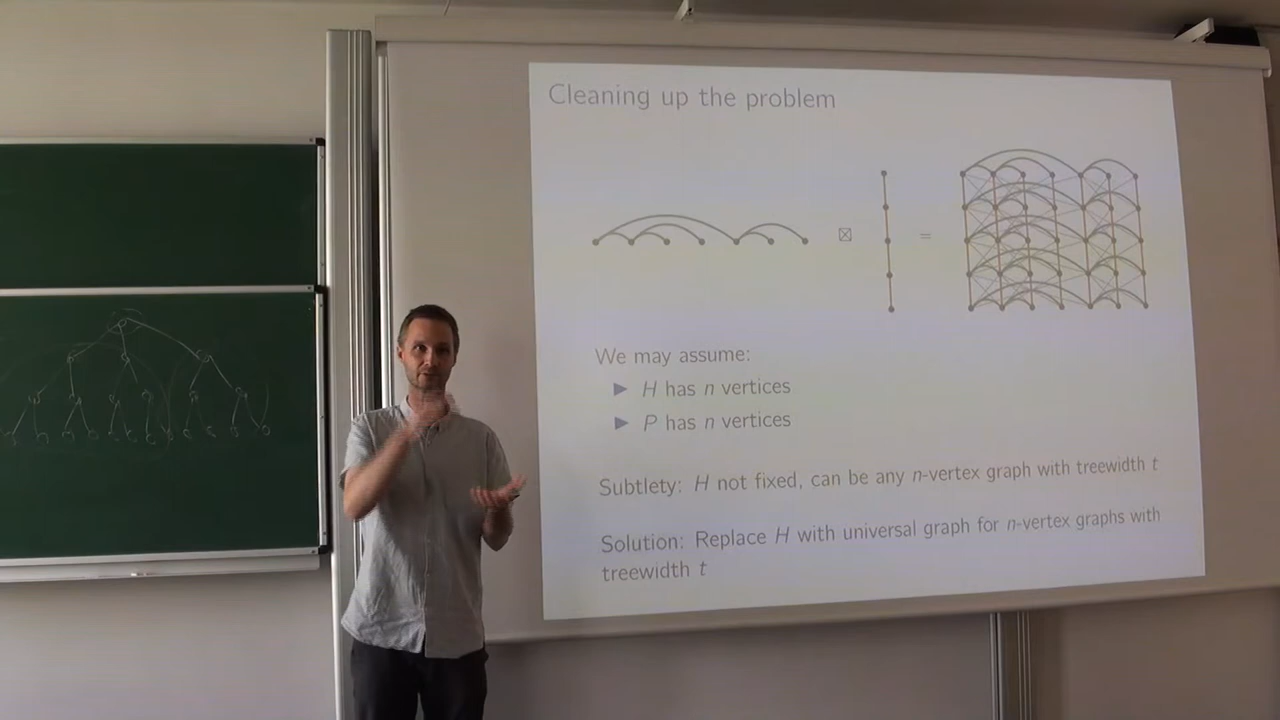 Cleaning up the problem
⊠ =
We may assume:
▶ H has n vertices
▶ P has n vertices
Subtlety: H not fixed, can be any n-vertex graph with treewidth t
Solution: Replace H with universal graph for n-vertex graphs with
treewidth t